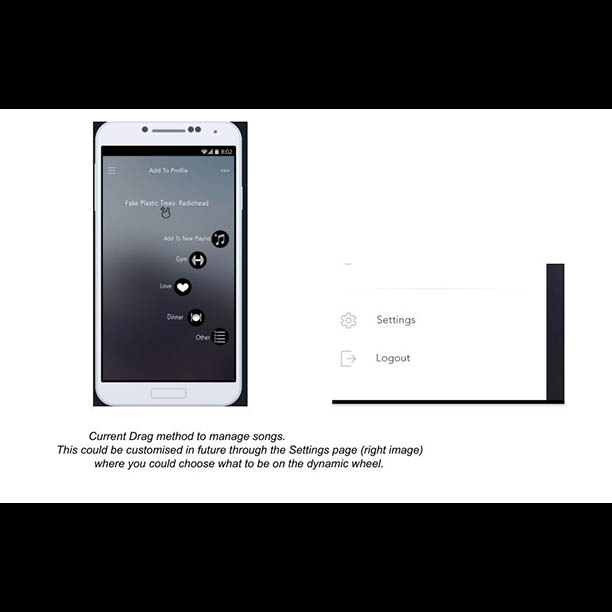 8:02
Add To Profile
Fake Plastic Trees- Radiohead
Add To New Playlist
Gym
Love
Dinner
Other
Settings
Logout
Current Drag method to manage songs.
This could be customised in future through the Settings page (right image)
where you could choose what to be on the dynamic wheel.